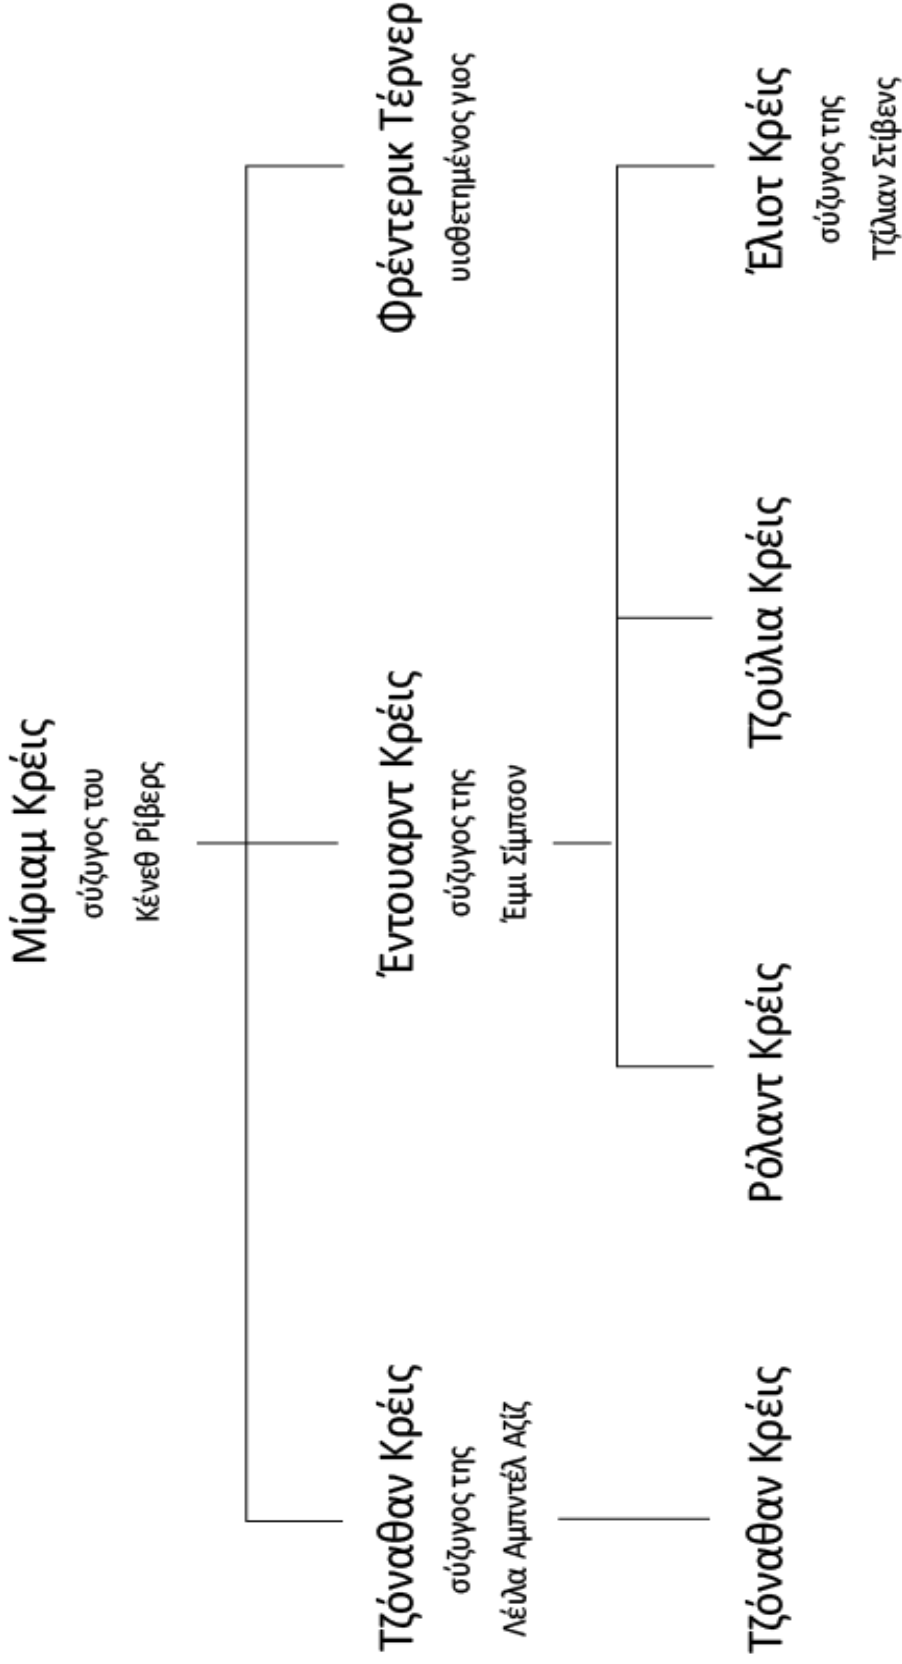 Μίριαμ Κρέις
σύζυγος του
Κένεθ Ρίβερς
Τζόναθαν Κρέις
σύζυγος της
Λέιλα Αμπντέλ Αζίζ
Έντουαρντ Κρέις
σύζυγος της
Έιμι Σίμπσον
Φρέντερικ Τέρνερ
υιοθετημένος γιος
Τζόναθαν Κρέις
Ρόλαντ Κρέις
Τζούλια Κρέις
Έλιοτ Κρέις
σύζυγος της
Τζίλιαν Στίβενς